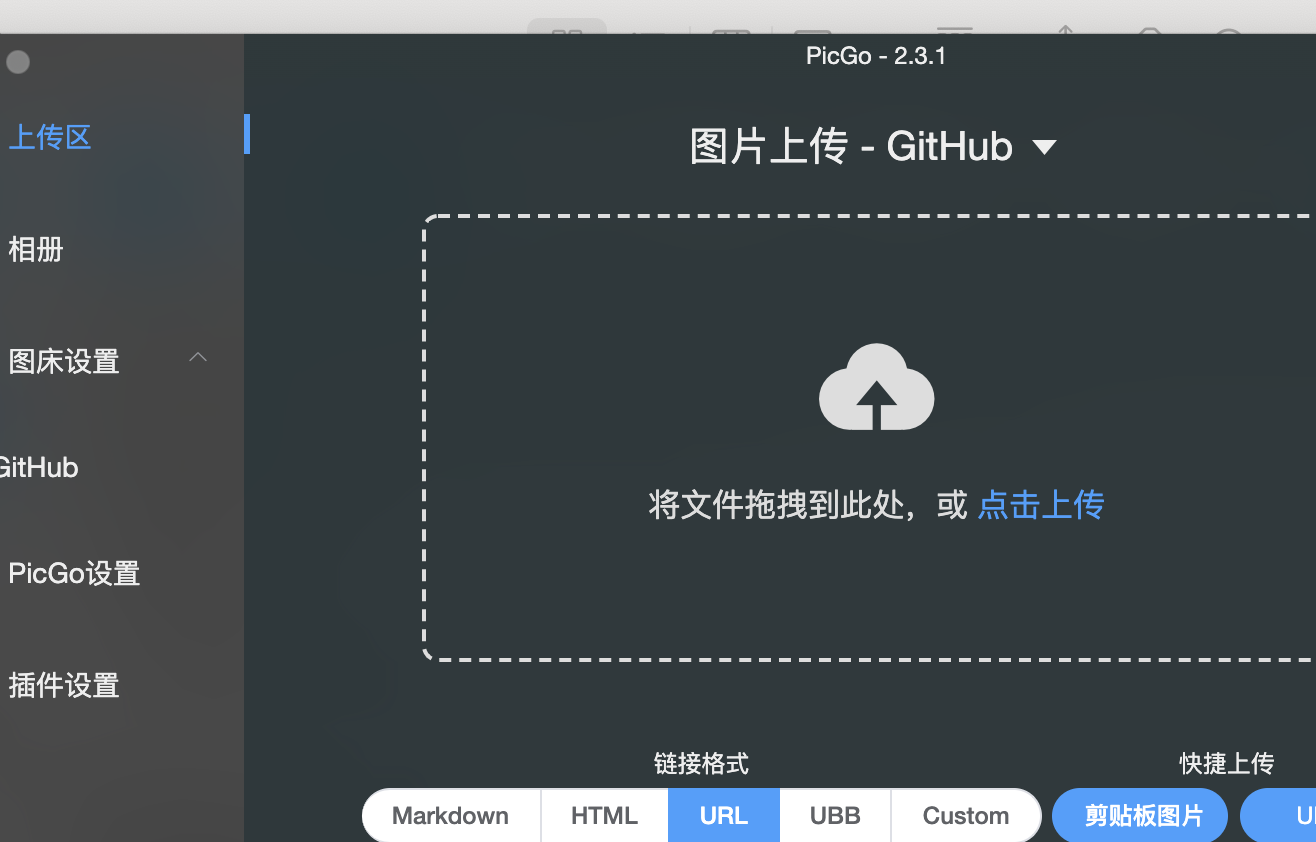 PicGo - 2.3.1
上传区
图片上传 - GitHub
相册
图床设置
GitHub
将文件拖拽到此处，或 点击上传
PicGo设置
插件设置
链接格式
快捷上传
Markdown HTML URL UBB Custom 剪贴板图片